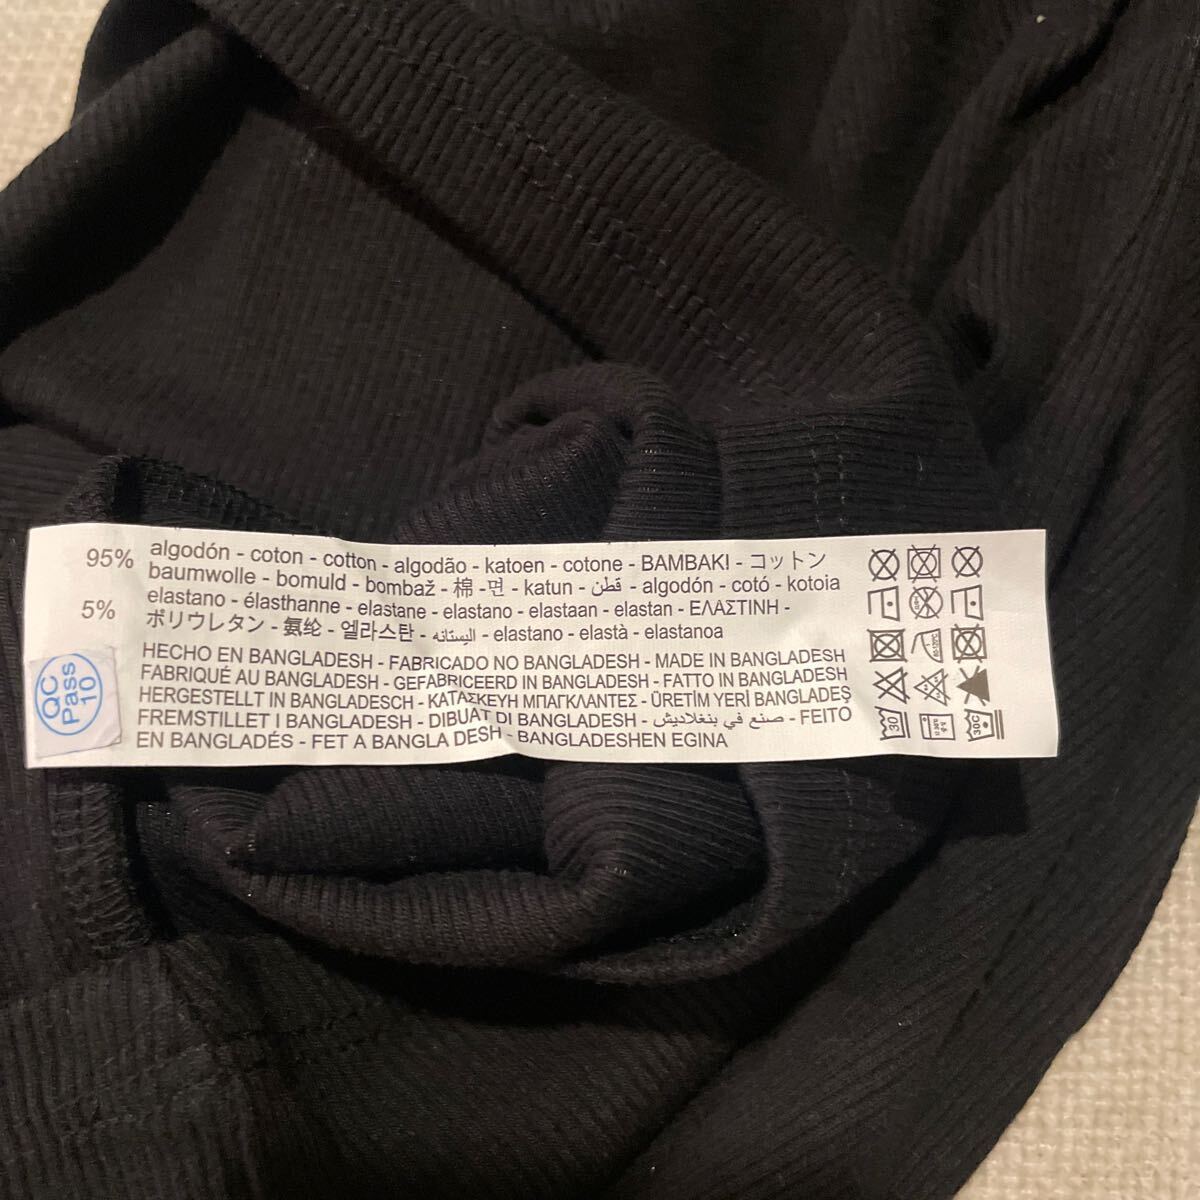 95% algodón - coton - cotton - algodão - katoen - cotone - BAMBAKI - コットン
baumwolle - bomuld - bombaž - 棉 - 면 - katun - قطن - algodón - cotó - kotoia
5% elastano - élasthanne - elastane - elastano - elastaan - elastan - ΕΛΑΣΤΙΝΗ -
ポリウレタン - 氨纶 - 엘라스탄 - اليستانه - elastano - elastà - elastanoa
HECHO EN BANGLADESH - FABRICADO NO BANGLADESH - MADE IN BANGLADESH
FABRIQUÉ AU BANGLADESH - GEFABRICEERD IN BANGLADESH - FATTO IN BANGLADESH
HERGESTELLT IN BANGLADESCH - ΚΑΤΑΣΚΕΥΗ ΜΠΑΓΚΛΑΝΤΕΣ - ÜRETİM YERİ BANGLADEŞ
FREMSTILLET I BANGLADESH - DIBUAT DI BANGLADESH - صنع في بنغلاديش - FEITO
EN BANGLADÉS - FET A BANGLA DESH - BANGLADESHEN EGINA
QC
Pass
10
30
30C